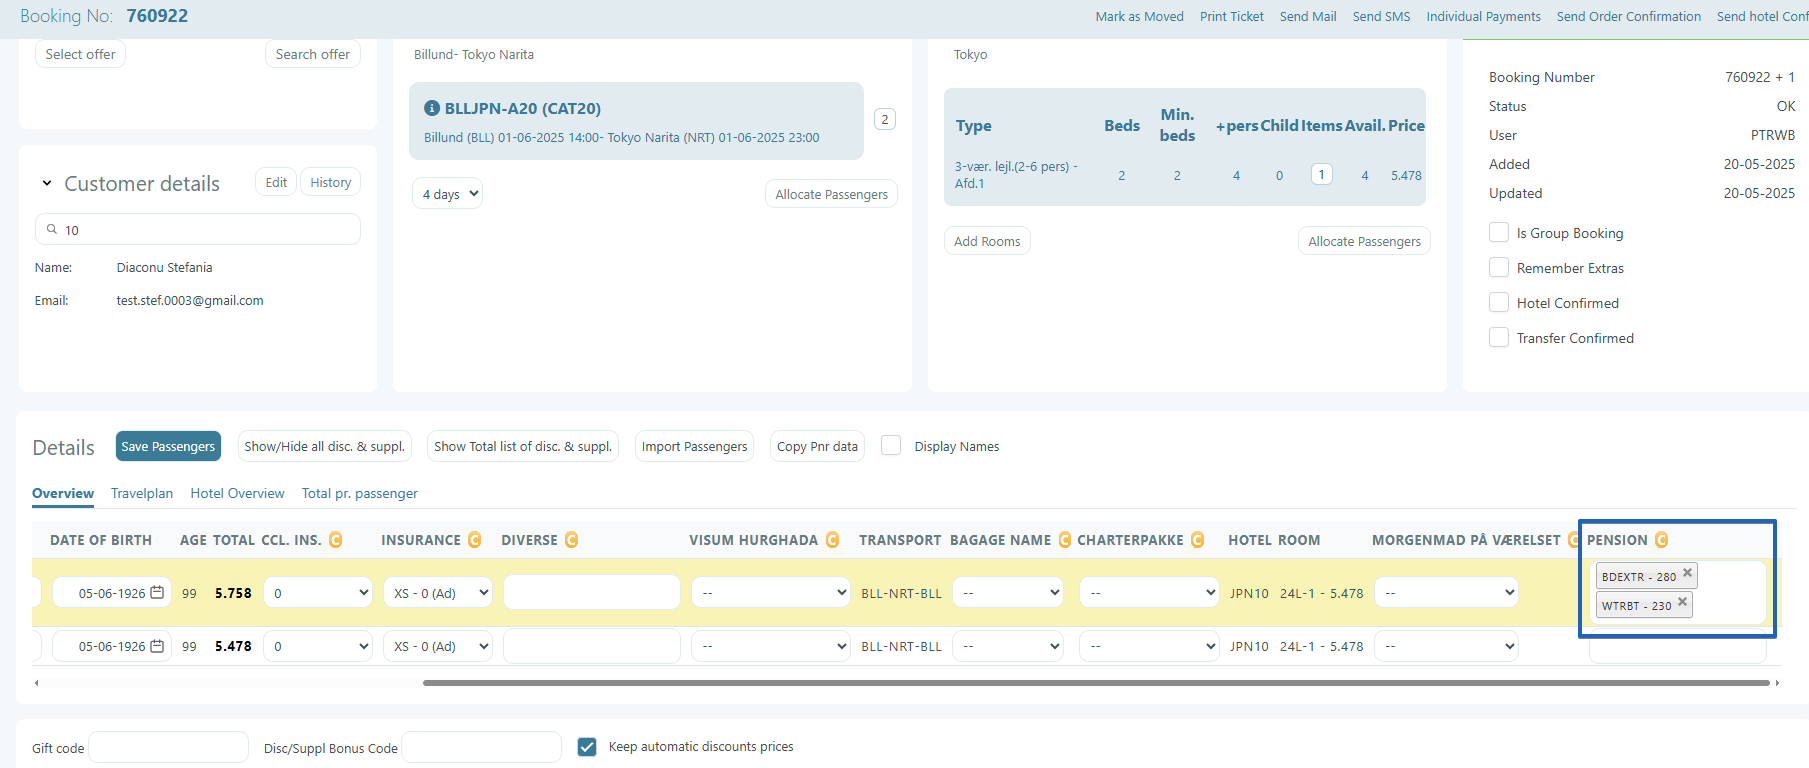 Booking No: 760922
Mark as Moved Print Ticket Send Mail Send SMS Individual Payments Send Order Confirmation Send hotel Conf
Select offer Search offer
Customer details Edit History
10
Name: Diaconu Stefania
Email: test.stef.0003@gmail.com
Billund- Tokyo Narita
BLLJPN-A20 (CAT20)
Billund (BLL) 01-06-2025 14:00- Tokyo Narita (NRT) 01-06-2025 23:00
2
4 days Allocate Passengers
Tokyo
Type Beds Min. beds +pers Child Items Avail. Price
3-vær. lejl.(2-6 pers) - Afd.1 2 2 4 0 1 4 5.478
Add Rooms Allocate Passengers
Booking Number 760922 + 1
Status OK
User PTRWB
Added 20-05-2025
Updated 20-05-2025
Is Group Booking
Remember Extras
Hotel Confirmed
Transfer Confirmed
Details Save Passengers Show/Hide all disc. & suppl. Show Total list of disc. & suppl. Import Passengers Copy Pnr data Display Names
Overview Travelplan Hotel Overview Total pr. passenger
DATE OF BIRTH AGE TOTAL CCL. INS. C INSURANCE C DIVERSE C VISUM HURGHADA C TRANSPORT BAGAGE NAME C CHARTERPAKKE C HOTEL ROOM MORGENMAD PÅ VÆRELSET C PENSION C
05-06-1926 99 5.758 0 XS - 0 (Ad) -- BLL-NRT-BLL -- -- JPN10 24L-1 - 5.478 -- BDEXTR - 280 ×
WTRBT - 230 ×
05-06-1926 99 5.478 0 XS - 0 (Ad) -- BLL-NRT-BLL -- -- JPN10 24L-1 - 5.478 --
Gift code Disc/Suppl Bonus Code Keep automatic discounts prices